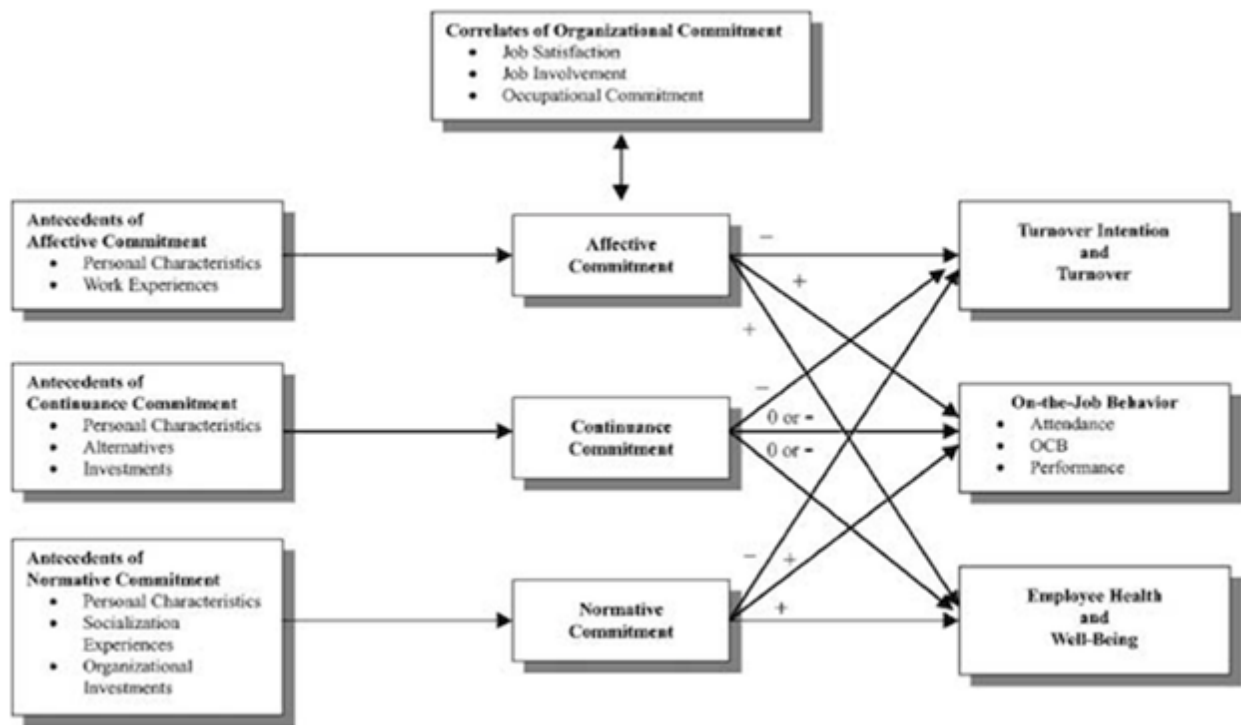 Correlates of Organizational Commitment
• Job Satisfaction
• Job Involvement
• Occupational Commitment
Antecedents of
Affective Commitment
• Personal Characteristics
• Work Experiences
Affective
Commitment
Turnover Intention
and
Turnover
−
+
+
Antecedents of
Continuance Commitment
• Personal Characteristics
• Alternatives
• Investments
Continuance
Commitment
−
0 or -
0 or -
On-the-Job Behavior
• Attendance
• OCB
• Performance
Antecedents of
Normative Commitment
• Personal Characteristics
• Socialization
Experiences
• Organizational
Investments
Normative
Commitment
−
+
+
Employee Health
and
Well-Being